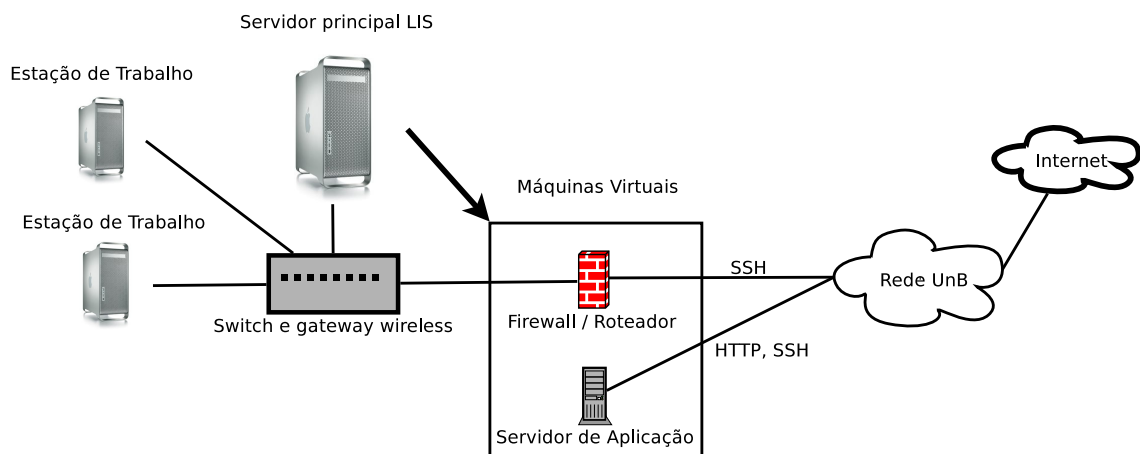 Servidor principal LIS
Estação de Trabalho
Internet
Máquinas Virtuais
Estação de Trabalho
SSH
Rede UnB
Switch e gateway wireless
Firewall / Roteador
HTTP, SSH
Servidor de Aplicação